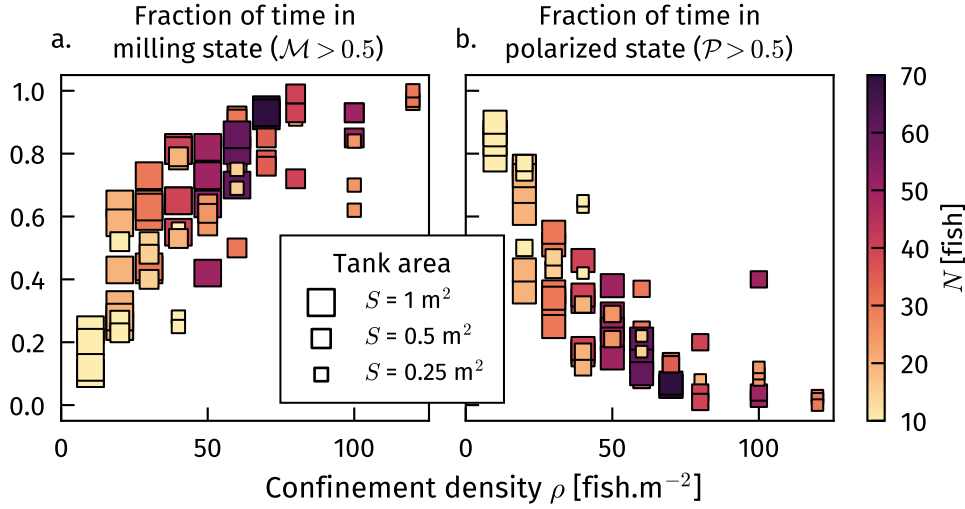 Fraction of time in
milling state (ℳ > 0.5)
a.
Fraction of time in
polarized state (𝒫 > 0.5)
b.
1.0
0.8
0.6
0.4
0.2
0.0
0
50
100
0
50
100
Tank area
S = 1 m²
S = 0.5 m²
S = 0.25 m²
70
60
50
40
30
20
10
N [fish]
Confinement density ρ [fish.m⁻²]